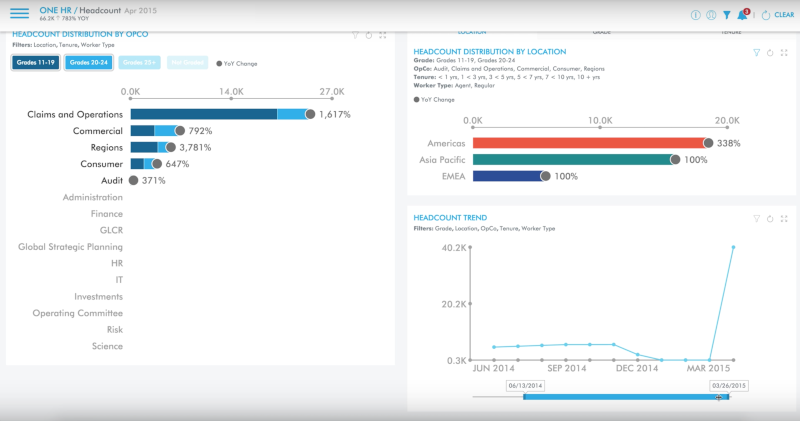 ONE HR / Headcount Apr 2015
66.2K 783% YOY
3
CLEAR
HEADCOUNT DISTRIBUTION BY OPCO
Filters: Location, Tenure, Worker Type
Grades 11-19 Grades 20-24 Grades 25+ Not Graded YoY Change
0.0K 14.0K 27.0K
Claims and Operations 1,617%
Commercial 792%
Regions 3,781%
Consumer 647%
Audit 371%
Administration
Finance
GLCR
Global Strategic Planning
HR
IT
Investments
Operating Committee
Risk
Science
LOCATION GRADE TENURE
HEADCOUNT DISTRIBUTION BY LOCATION
Grade: Grades 11-19, Grades 20-24
OpCo: Audit, Claims and Operations, Commercial, Consumer, Regions
Tenure: < 1 yrs, 1 < 3 yrs, 3 < 5 yrs, 5 < 7 yrs, 7 < 10 yrs, 10 + yrs
Worker Type: Agent, Regular
YoY Change
0.0K 10.0K 20.0K
Americas 338%
Asia Pacific 100%
EMEA 100%
HEADCOUNT TREND
Filters: Grade, Location, OpCo, Tenure, Worker Type
40.2K
20.2K
0.3K
JUN 2014 SEP 2014 DEC 2014 MAR 2015
06/13/2014 03/26/2015